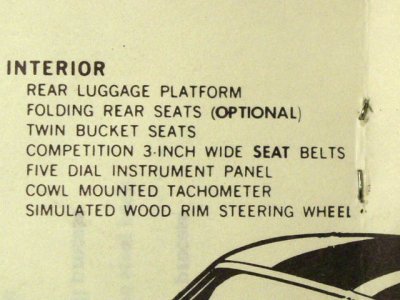 INTERIOR
REAR LUGGAGE PLATFORM
FOLDING REAR SEATS (OPTIONAL)
TWIN BUCKET SEATS
COMPETITION 3-INCH WIDE SEAT BELTS
FIVE DIAL INSTRUMENT PANEL
COWL MOUNTED TACHOMETER
SIMULATED WOOD RIM STEERING WHEEL